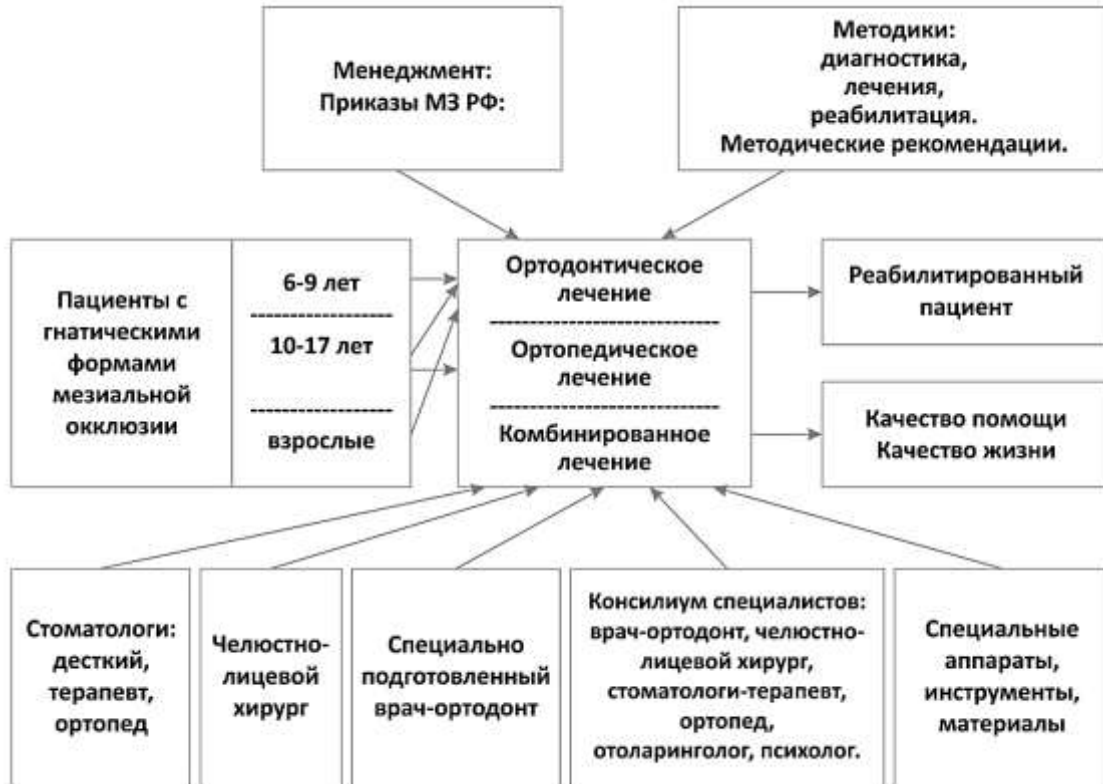 Менеджмент:
Приказы МЗ РФ:
Методики:
диагностика,
лечения,
реабилитация.
Методические рекомендации.
Пациенты с
гнатическими
формами
мезиальной
окклюзии
6-9 лет
10-17 лет
взрослые
Ортодонтическое
лечение
Ортопедическое
лечение
Комбинированное
лечение
Реабилитированный
пациент
Качество помощи
Качество жизни
Стоматологи:
десткий,
терапевт,
ортопед
Челюстно-
лицевой
хирург
Специально
подготовленный
врач-ортодонт
Консилиум специалистов:
врач-ортодонт, челюстно-
лицевой хирург,
стоматологи-терапевт,
ортопед,
отоларинголог, психолог.
Специальные
аппараты,
инструменты,
материалы